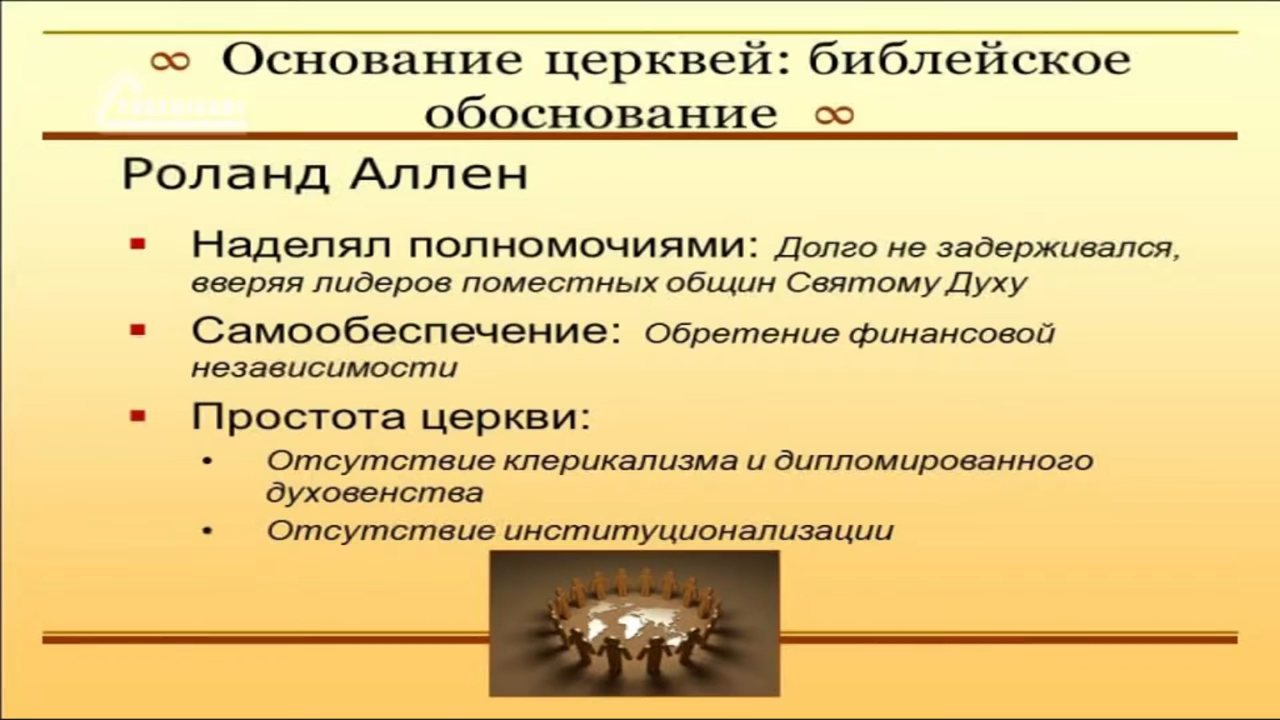 ∞ Основание церквей: библейское
обоснование ∞
Роланд Аллен
▪ Наделял полномочиями: Долго не задерживался,
вверяя лидеров поместных общин Святому Духу
▪ Самообеспечение: Обретение финансовой
независимости
▪ Простота церкви:
• Отсутствие клерикализма и дипломированного
духовенства
• Отсутствие институционализации